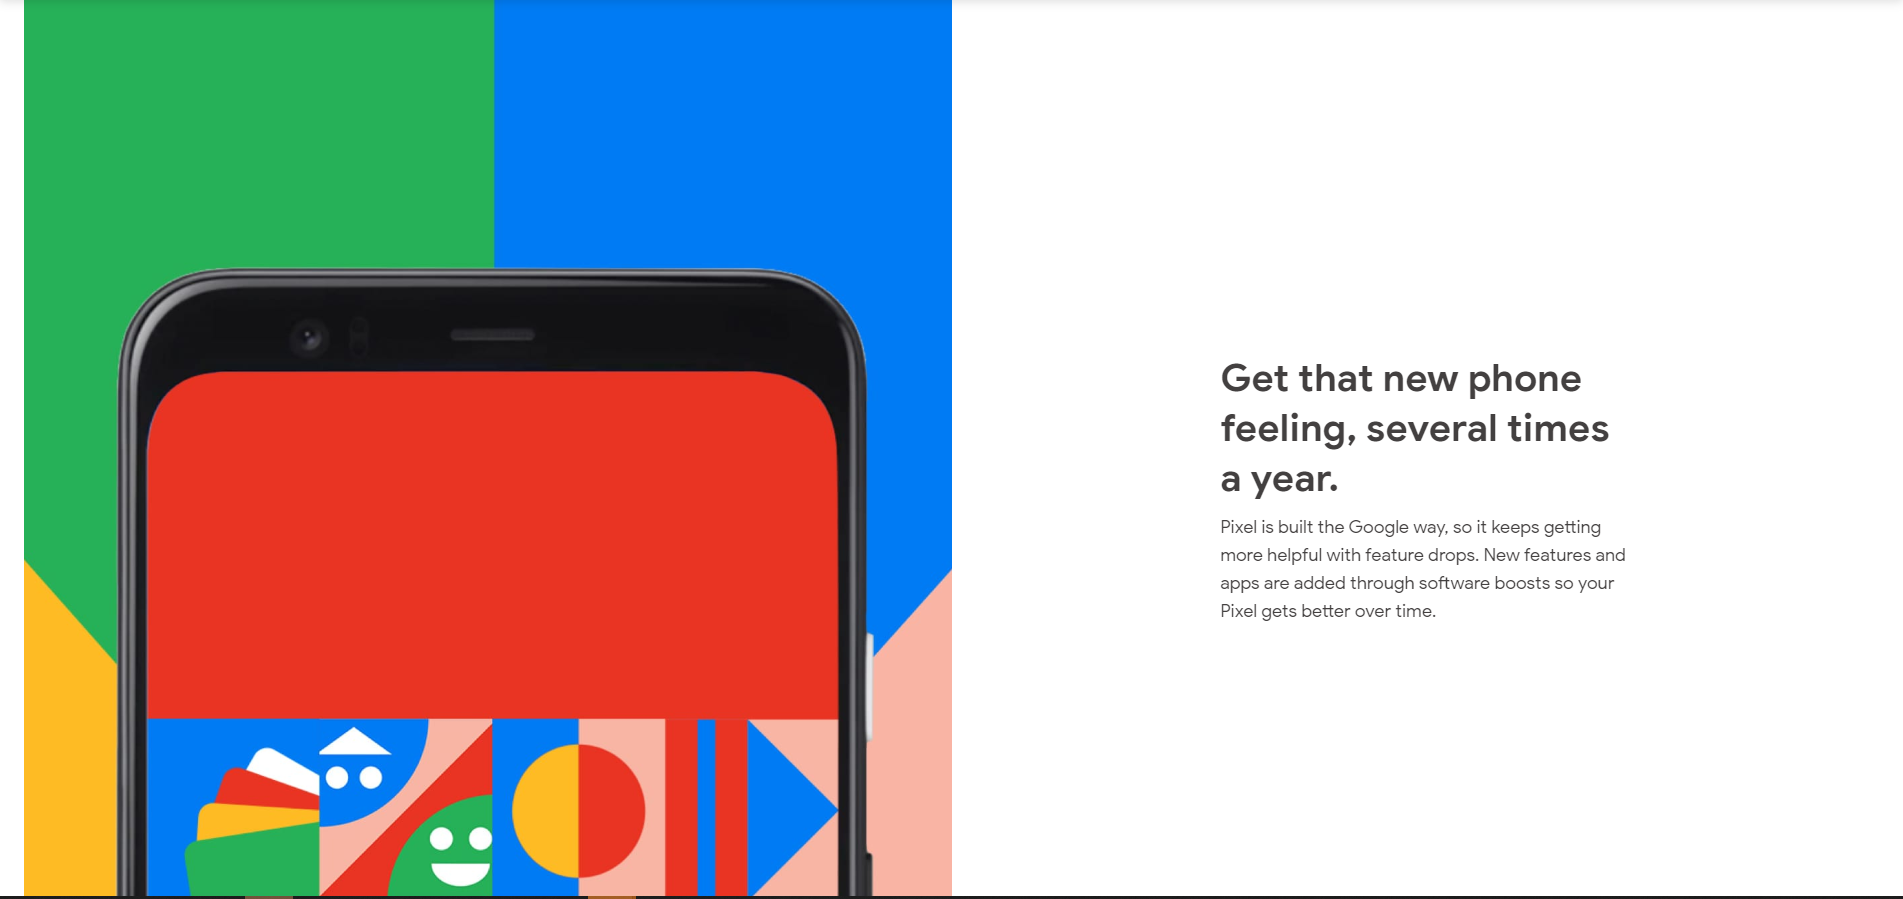 Get that new phone
feeling, several times
a year.
Pixel is built the Google way, so it keeps getting
more helpful with feature drops. New features and
apps are added through software boosts so your
Pixel gets better over time.